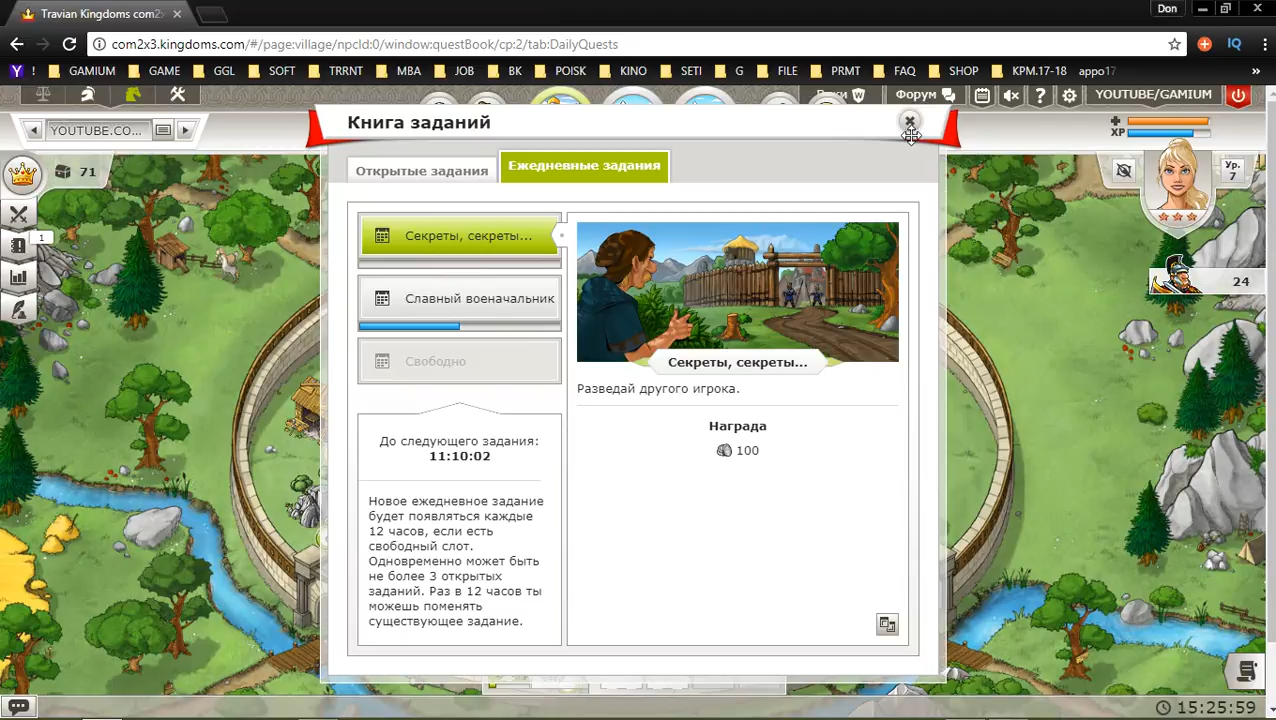 Travian Kingdoms com2x
Don
com2x3.kingdoms.com/#/page:village/npcId:0/window:questBook/cp:2/tab:DailyQuests
IQ
Y ! GAMIUM GAME GGL SOFT TRRNT MBA JOB BK POISK KINO SETI G FILE PRMT FAQ SHOP KPM.17-18 appo17 »
Форум
?
YOUTUBE/GAMIUM
YOUTUBE.CO...
Книга заданий
XP
71
Ур.
7
Открытые задания
Ежедневные задания
1
24
Секреты, секреты...
Славный военачальник
Свободно
До следующего задания:
11:10:02
Новое ежедневное задание
будет появляться каждые
12 часов, если есть
свободный слот.
Одновременно может быть
не более 3 открытых
заданий. Раз в 12 часов ты
можешь поменять
существующее задание.
Секреты, секреты...
Разведай другого игрока.
Награда
100
15:25:59